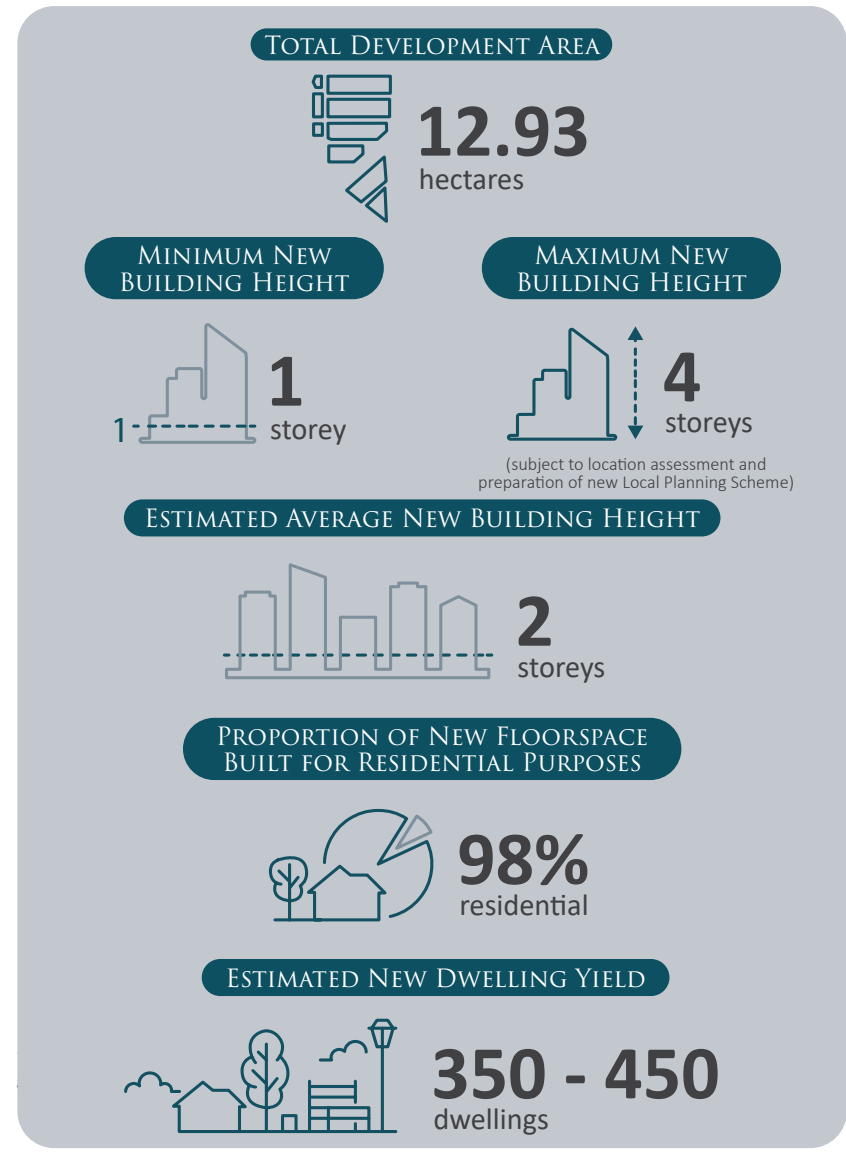 TOTAL DEVELOPMENT AREA
12.93
hectares
MINIMUM NEW
BUILDING HEIGHT
1
1
storey
MAXIMUM NEW
BUILDING HEIGHT
4
storeys
(subject to location assessment and
preparation of new Local Planning Scheme)
ESTIMATED AVERAGE NEW BUILDING HEIGHT
2
storeys
PROPORTION OF NEW FLOORSPACE
BUILT FOR RESIDENTIAL PURPOSES
98%
residential
ESTIMATED NEW DWELLING YIELD
350 - 450
dwellings